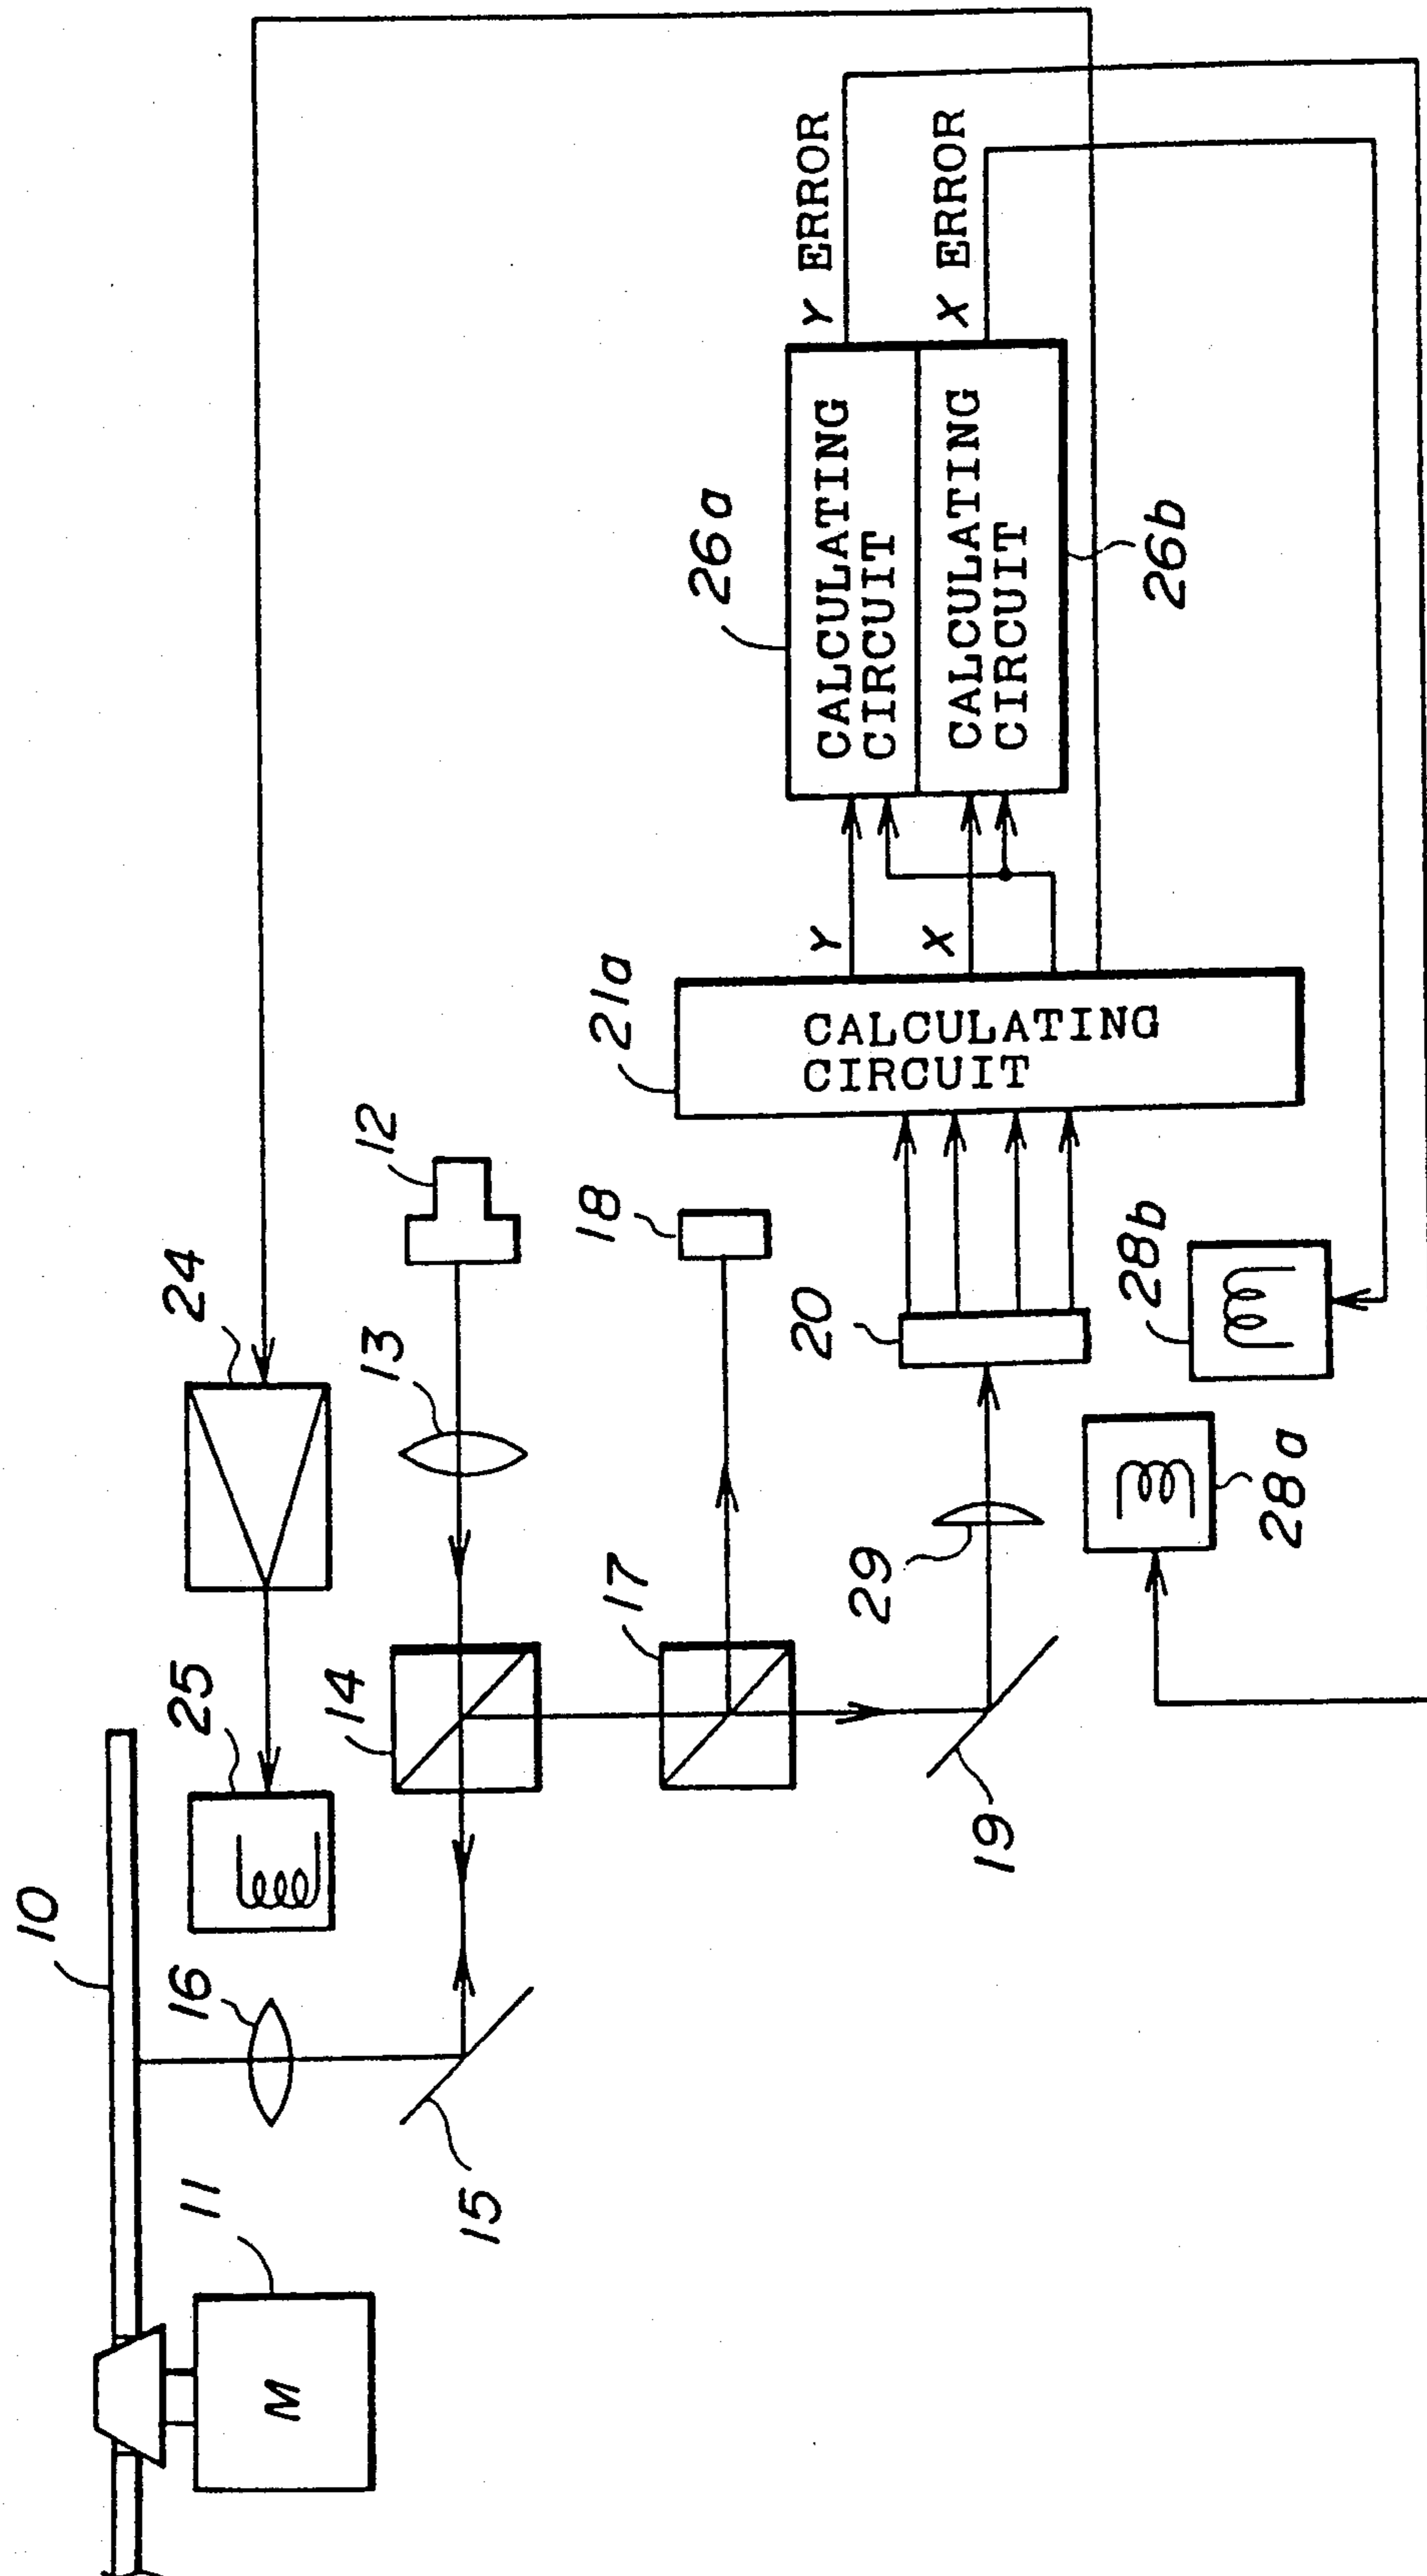 10
11
M
16
15
25
24
14
13
12
17
18
19
29
20
28a
28b
21a
CALCULATING
CIRCUIT
Y
X
26a
CALCULATING
CIRCUIT
CALCULATING
CIRCUIT
26b
Y ERROR
X ERROR